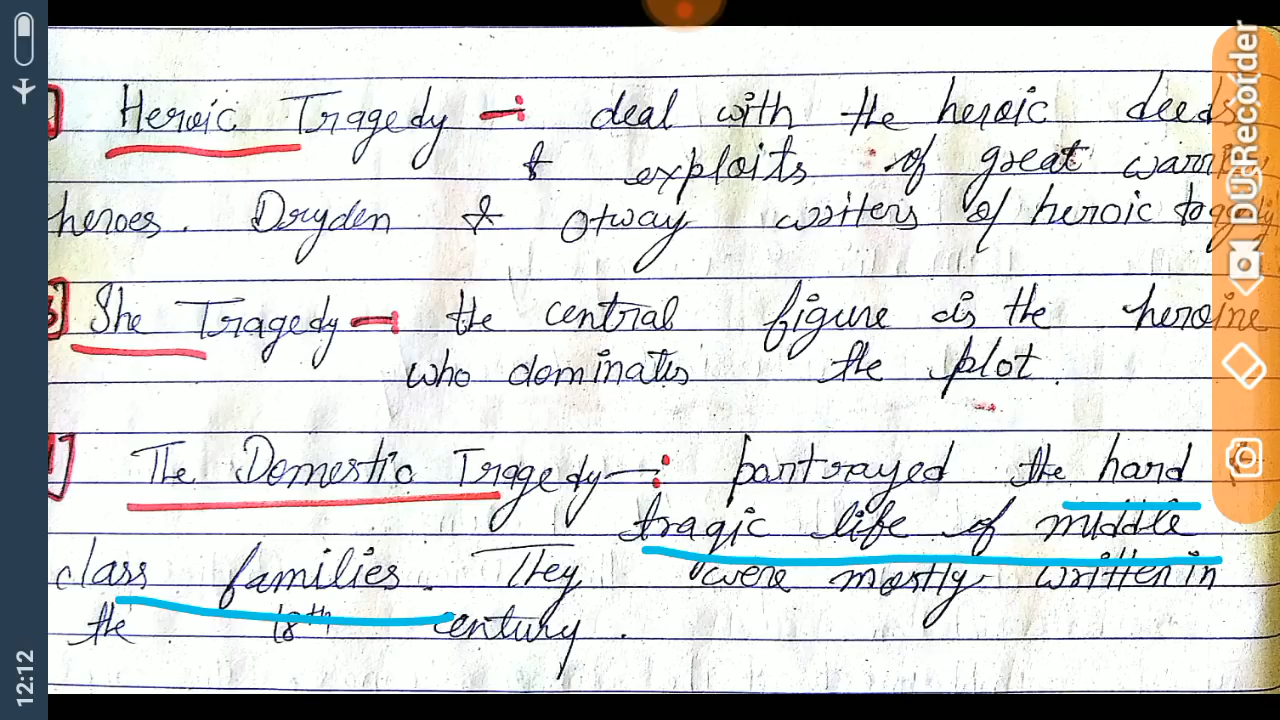 Heroic Tragedy -: deal with the heroic deeds
& exploits of great
heroes. Dryden & Otway writers of heroic
She Tragedy - the central figure is the heroine
who dominates the plot.
The Domestic Tragedy -: portrayed the hard
tragic life of middle
class families. They were mostly written in
the 18th century.
DU Recorder
12:12